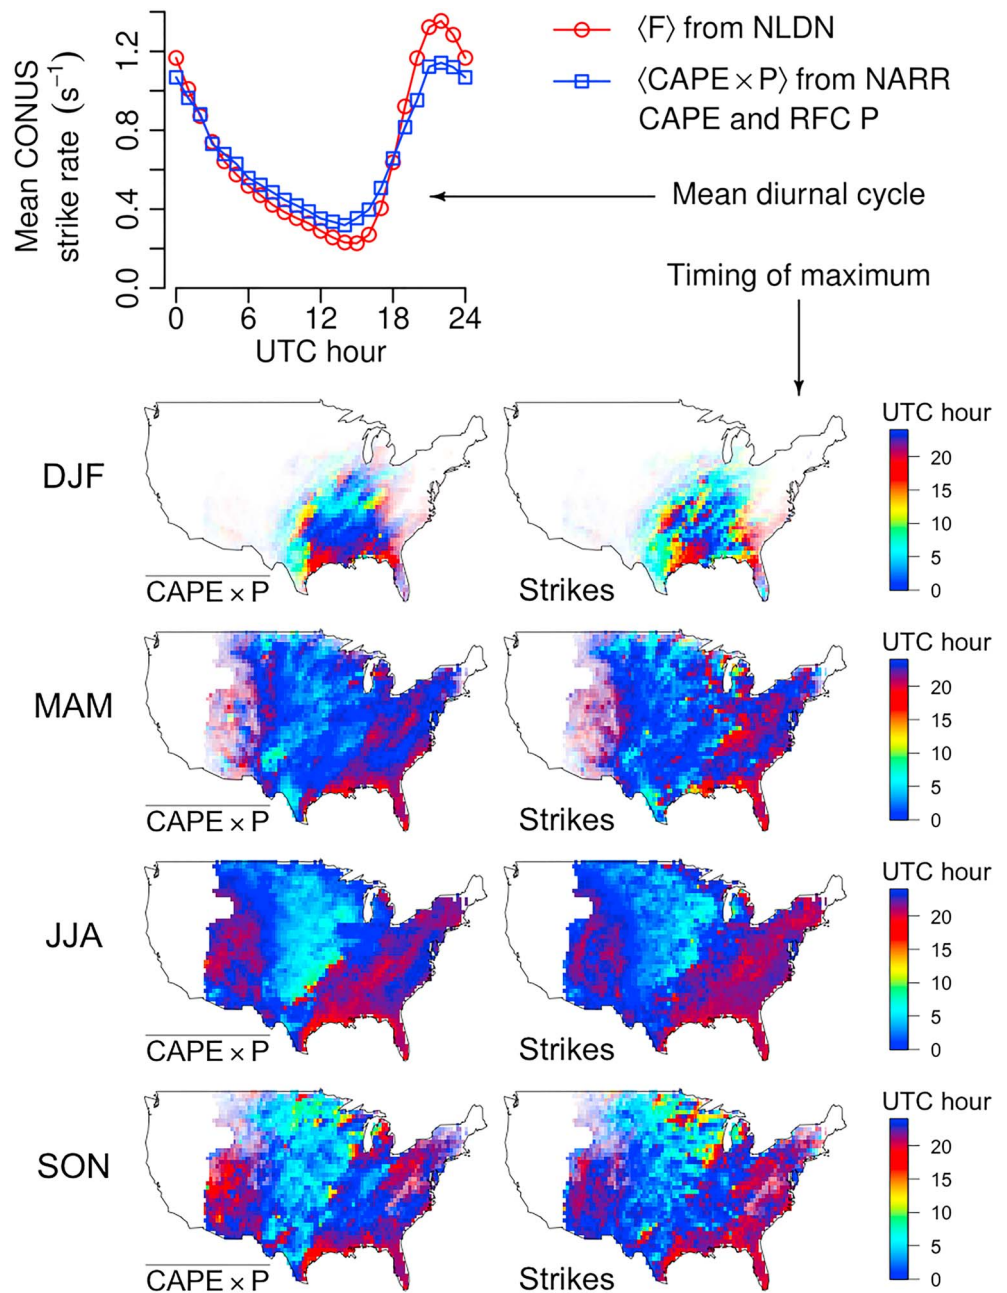 Mean CONUS
strike rate (s⁻¹)
0.0 0.4 0.8 1.2
0 6 12 18 24
UTC hour
⟨F⟩ from NLDN
⟨CAPE × P⟩ from NARR
CAPE and RFC P
Mean diurnal cycle
Timing of maximum
DJF
CAPE × P
Strikes
UTC hour
20
15
10
5
0
MAM
CAPE × P
Strikes
UTC hour
20
15
10
5
0
JJA
CAPE × P
Strikes
UTC hour
20
15
10
5
0
SON
CAPE × P
Strikes
UTC hour
20
15
10
5
0